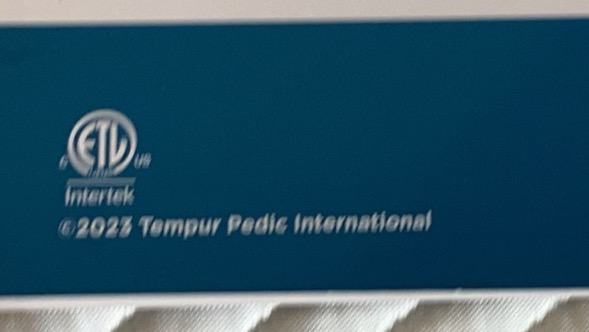 ETL
C US
Intertek
©2023 Tempur Pedic International